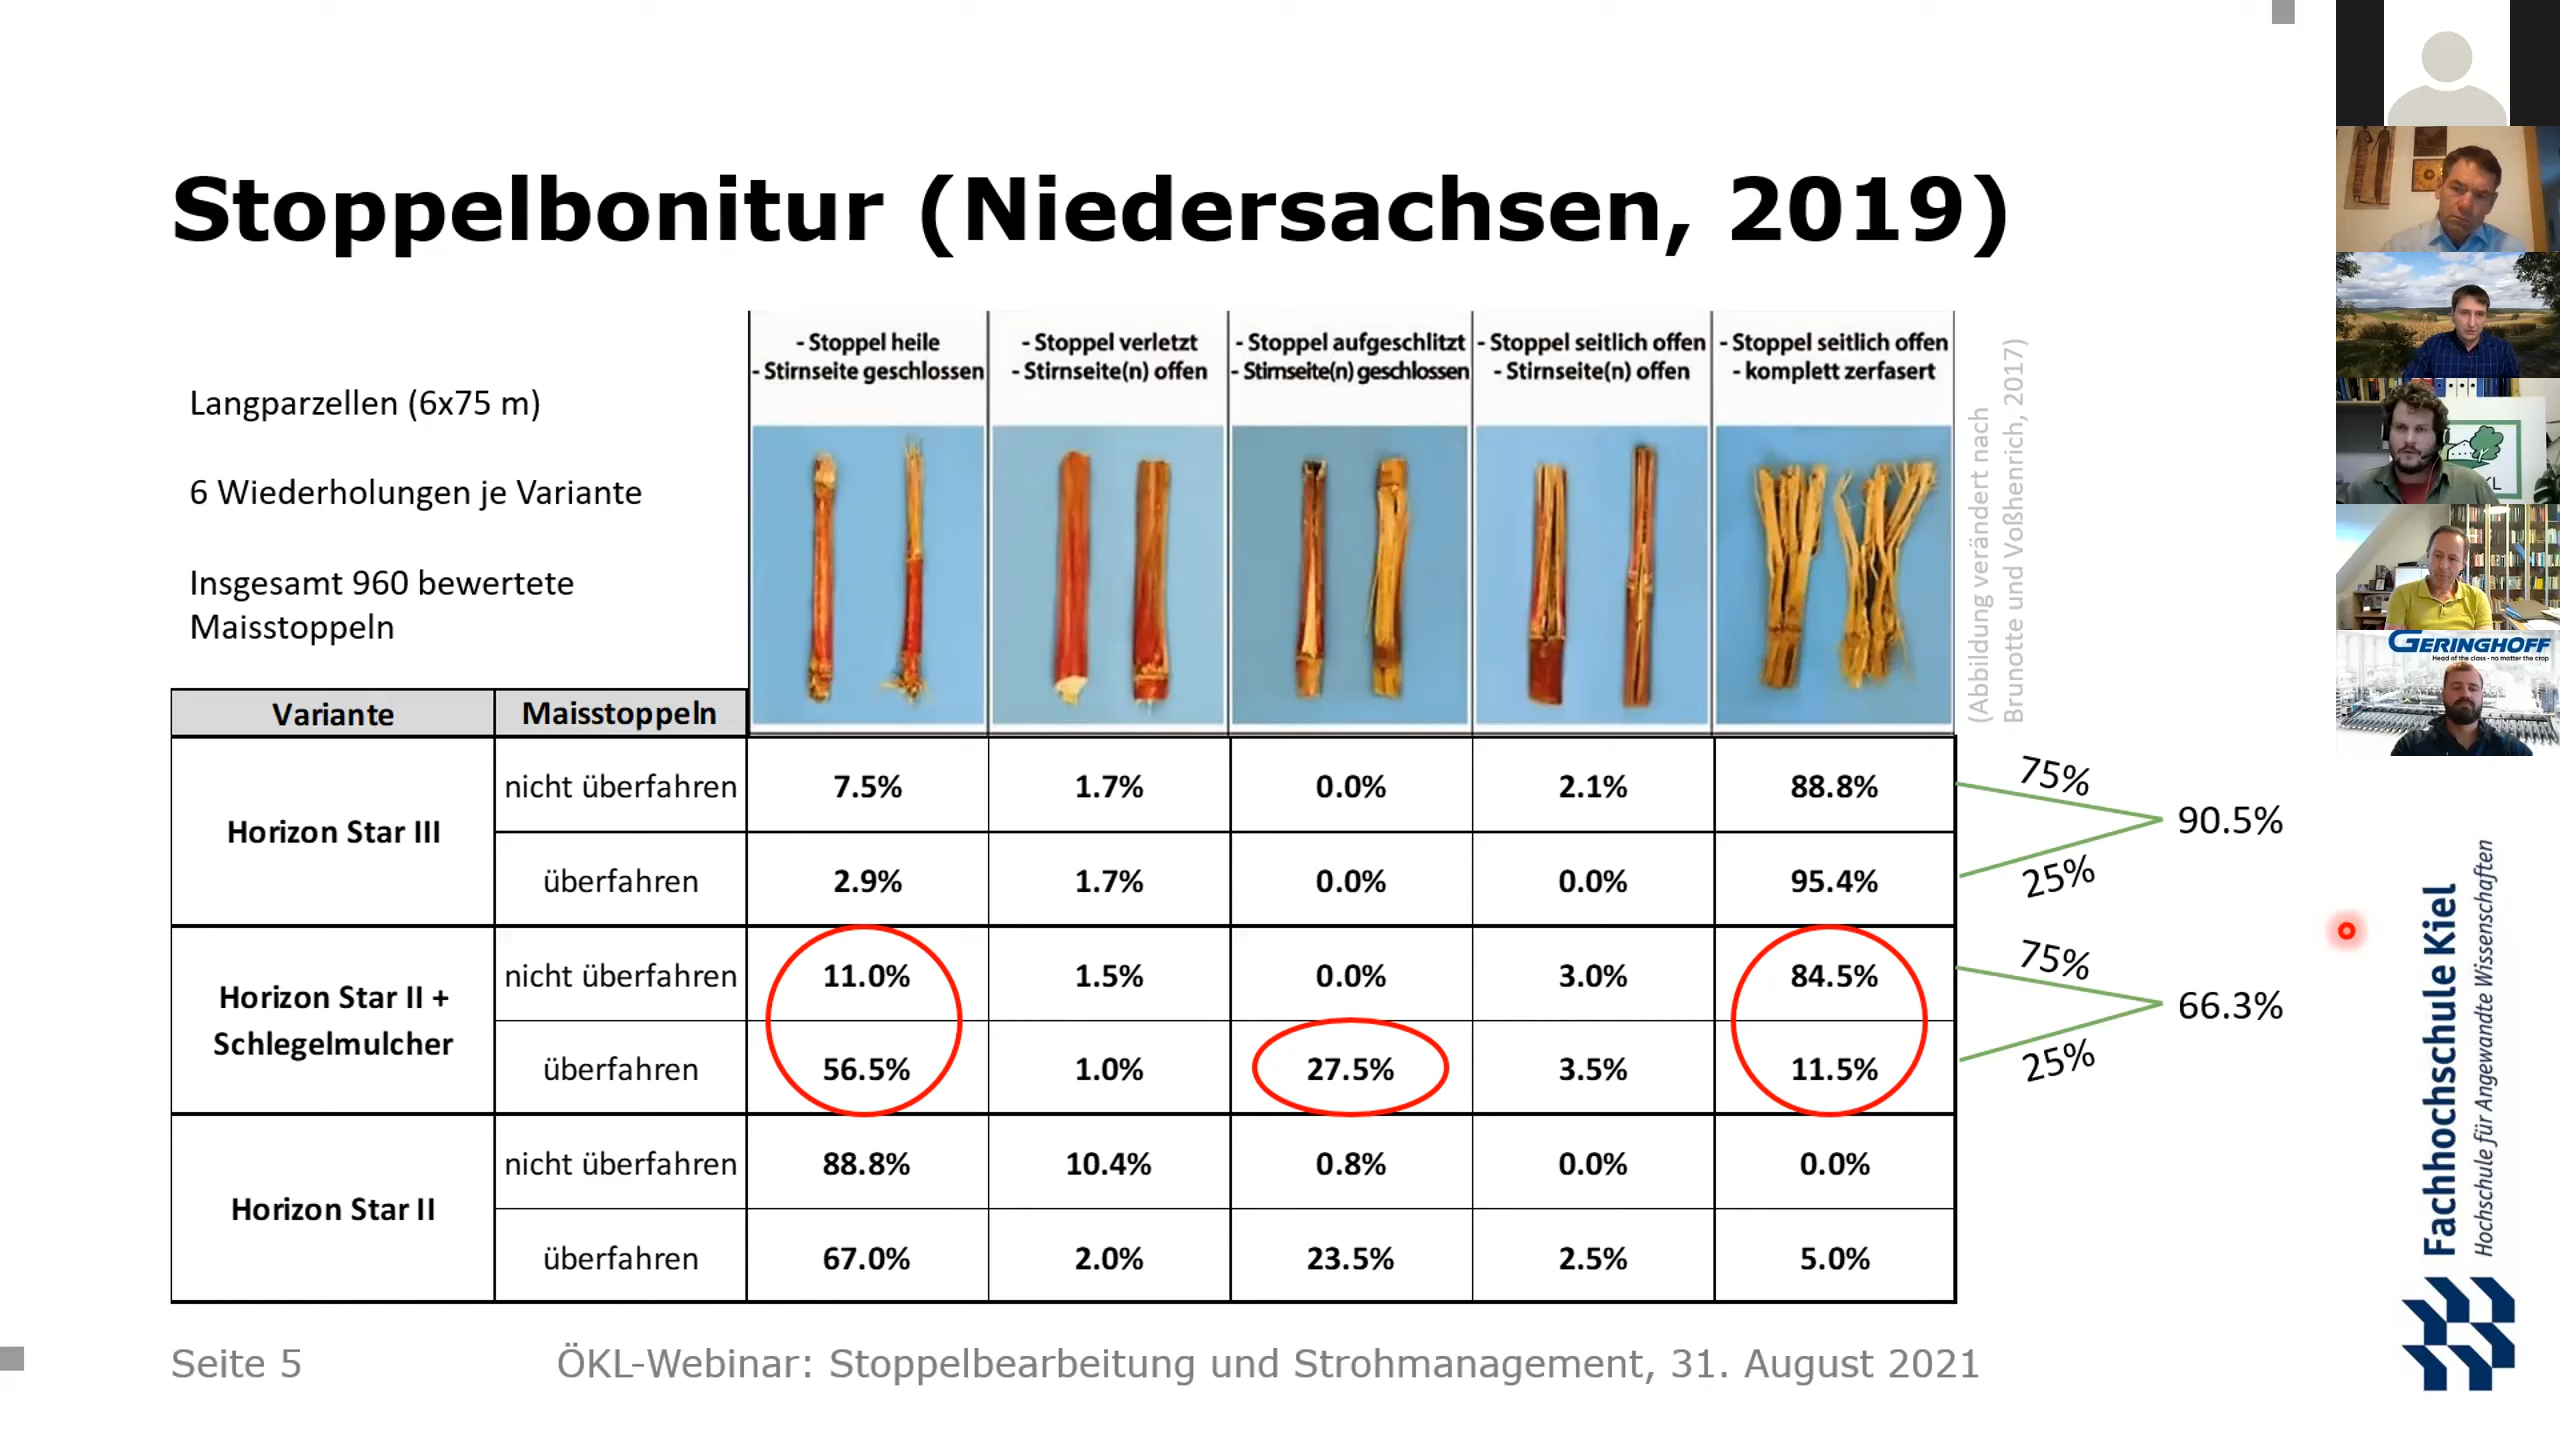 Stoppelbonitur (Niedersachsen, 2019)
Langparzellen (6x75 m)
6 Wiederholungen je Variante
Insgesamt 960 bewertete
Maisstoppeln
- Stoppel heile
- Stirnseite geschlossen
- Stoppel verletzt
- Stirnseite(n) offen
- Stoppel aufgeschlitzt
- Stirnseite(n) geschlossen
- Stoppel seitlich offen
- Stirnseite(n) offen
- Stoppel seitlich offen
- komplett zerfasert
(Abbildung verändert nach
Brunotte und Voßhenrich, 2017)
Variante Maisstoppeln
Horizon Star III
nicht überfahren 7.5% 1.7% 0.0% 2.1% 88.8%
überfahren 2.9% 1.7% 0.0% 0.0% 95.4%
75%
25%
90.5%
Horizon Star II +
Schlegelmulcher
nicht überfahren 11.0% 1.5% 0.0% 3.0% 84.5%
überfahren 56.5% 1.0% 27.5% 3.5% 11.5%
75%
25%
66.3%
Horizon Star II
nicht überfahren 88.8% 10.4% 0.8% 0.0% 0.0%
überfahren 67.0% 2.0% 23.5% 2.5% 5.0%
Seite 5
ÖKL-Webinar: Stoppelbearbeitung und Strohmanagement, 31. August 2021
Fachhochschule Kiel
Hochschule für Angewandte Wissenschaften
GERINGHOFF
Head of the class - no matter the crop